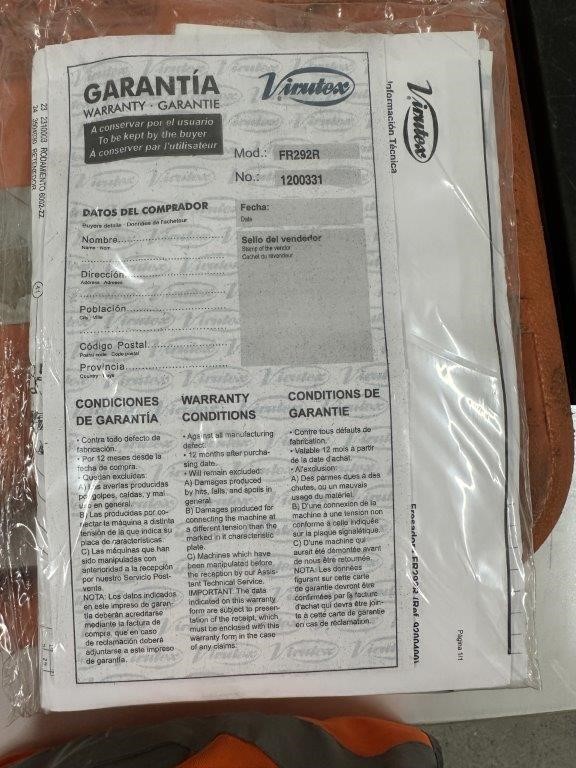 GARANTÍA
WARRANTY · GARANTIE
Virutex
A conservar por el usuario
To be kept by the buyer
A conserver par l'utilisateur
Mod.: FR292R
No.: 1200331
DATOS DEL COMPRADOR
Buyers details · Données de l'acheteur
Fecha:
Date
Nombre
Name · Nom
Sello del vendedor
Stamp of the vendor
Cachet du revendeur
Dirección
Address · Adresse
Población
City · Ville
Código Postal
Postal code · Code postal
Provincia
Country · Pays
CONDICIONES
DE GARANTÍA
• Contra todo defecto de
fabricación.
• Por 12 meses desde la
fecha de compra.
• Quedan excluidas:
A) Las averías producidas
por golpes, caídas, y mal
uso en general.
B) Las producidas por co-
nectar la máquina a distinta
tensión de la que indica su
placa de características.
C) Las máquinas que han
sido manipuladas con
anterioridad a la recepción
por nuestro Servicio Post-
venta.
NOTA: Los datos indicados
en este impreso de garan-
tía deberán acreditarse
mediante la factura de
compra, que en caso
de reclamación deberá
adjuntarse a este impreso
de garantía.
WARRANTY
CONDITIONS
• Against all manufacturing
defect.
• 12 months after purcha-
sing date.
• Will remain excluded:
A) Damages produced
by hits, falls, and spoils in
general.
B) Damages produced for
connecting the machine at
a different tension than the
marked in it characteristic
plate.
C) Machines which have
been manipulated before
the reception by our Assis-
tant Technical Service.
IMPORTANT: The data
indicated on this warranty
form are subject to presen-
tation of the receipt, which
must be enclosed with this
warranty form in the case
of any claims.
CONDITIONS DE
GARANTIE
• Contre tous défauts de
fabrication.
• Valable 12 mois à partir
de la date d'achat.
• A l'exclusion:
A) Des pannes dues à des
chutes, ou un mauvais
usage du matériel.
B) D'une connexion de la
machine à une tension non
conforme à celle indiquée
sur la plaque signalétique.
C) D'une machine qui
aurait été démontée avant
de nous être retournée.
NOTA: Les données
figurant sur cette carte
de garantie devront être
confirmées par la facture
d'achat qui devra être join-
te à cette carte de garantie
en cas de réclamation.
Virutex
Información Técnica
Fresadora FR292R (Ref. 9200400)
Página 1/1
23 2310003 RODAMIENTO 6002-ZZ